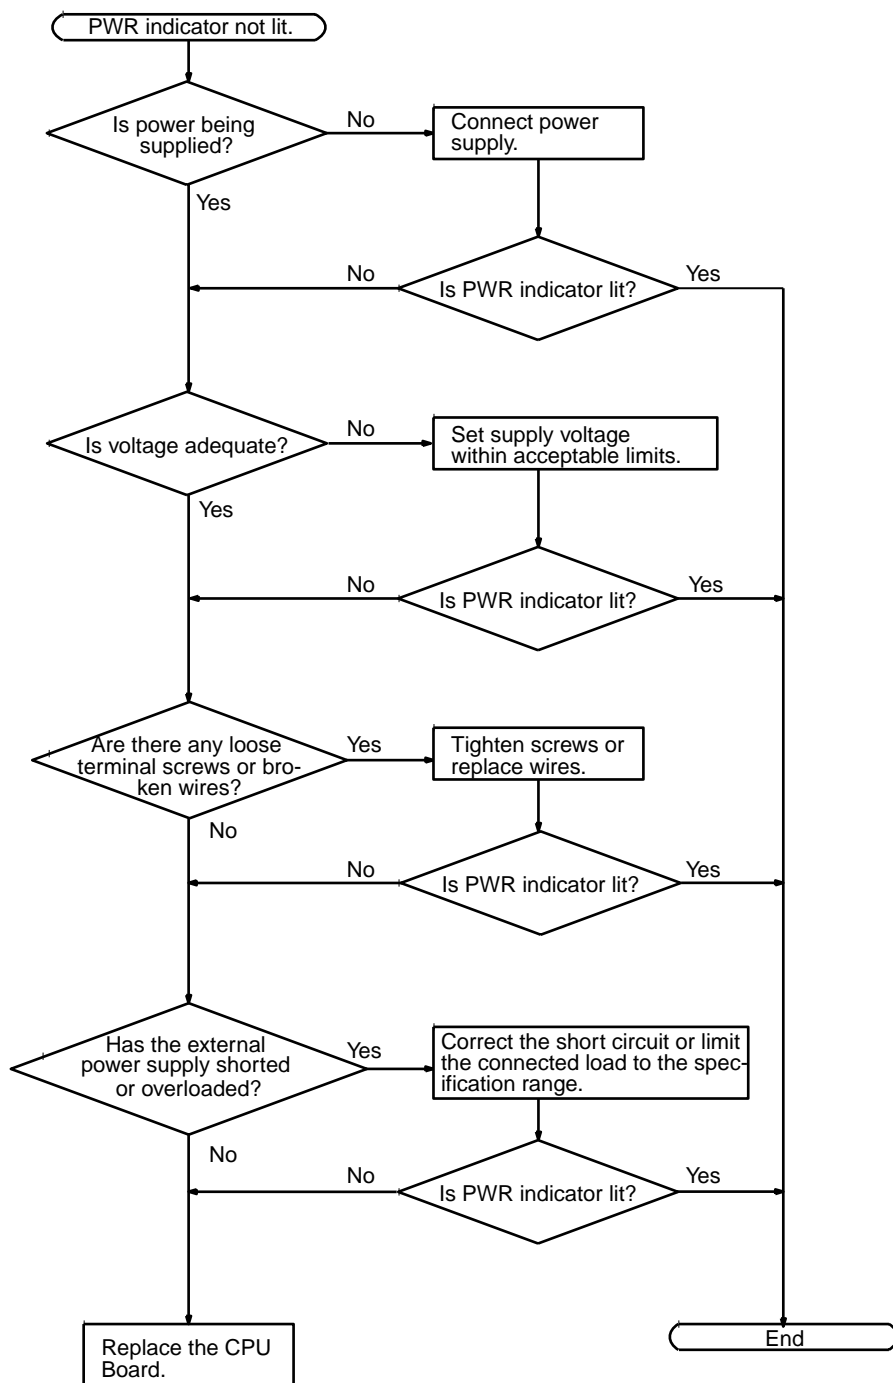 PWR indicator not lit.
Is power being
supplied?
No
Connect power
supply.
Yes
No
Is PWR indicator lit?
Yes
Is voltage adequate?
No
Set supply voltage
within acceptable limits.
Yes
No
Is PWR indicator lit?
Yes
Are there any loose
terminal screws or bro-
ken wires?
Yes
Tighten screws or
replace wires.
No
No
Is PWR indicator lit?
Yes
Has the external
power supply shorted
or overloaded?
Yes
Correct the short circuit or limit
the connected load to the spec-
ification range.
No
No
Is PWR indicator lit?
Yes
Replace the CPU
Board.
End